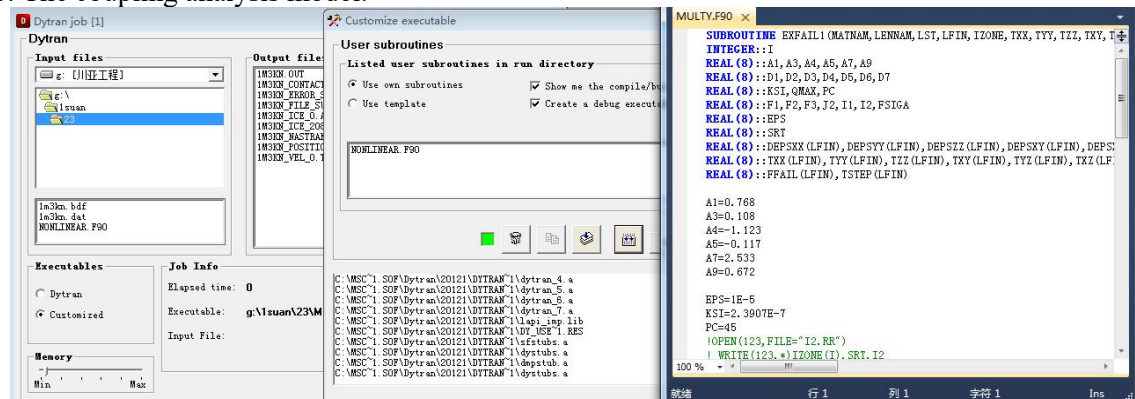 The coupling analysis model.
Dytran job [1]
Dytran
Input files
g: [川亚工程]
g:\
1suan
23
1m3kn.bdf
1m3kn.dat
NONLINEAR.F90
Output file
1M3KN.OUT
1M3KN_CONTACT
1M3KN_ERROR_S
1M3KN_FILE_SU
1M3KN_ICE_0.A
1M3KN_ICE_208
1M3KN_NASTRAN
1M3KN_POSITIO
1M3KN_VEL_0.T
Executables
Dytran
Customized
Memory
Min
Max
Job Info
Elapsed time: 0
Executable: g:\1suan\23\M
Input File:
Customize executable
User subroutines
Listed user subroutines in run directory
Use own subroutines
Show me the compile/bu
Use template
Create a debug executa
NONLINEAR.F90
C:\MSC~1.SOF\Dytran\20121\DYTRAN~1\dytran_4.a
C:\MSC~1.SOF\Dytran\20121\DYTRAN~1\dytran_5.a
C:\MSC~1.SOF\Dytran\20121\DYTRAN~1\dytran_6.a
C:\MSC~1.SOF\Dytran\20121\DYTRAN~1\dytran_7.a
C:\MSC~1.SOF\Dytran\20121\DYTRAN~1\lapi_imp.lib
C:\MSC~1.SOF\Dytran\20121\DYTRAN~1\DY_USE~1.RES
C:\MSC~1.SOF\Dytran\20121\DYTRAN~1\sfstubs.a
C:\MSC~1.SOF\Dytran\20121\DYTRAN~1\dystubs.a
C:\MSC~1.SOF\Dytran\20121\DYTRAN~1\dmpstub.a
C:\MSC~1.SOF\Dytran\20121\DYTRAN~1\dystubs.a
MULTY.F90
SUBROUTINE EXFAIL1(MATNAM,LENNAM,LST,LFIN,IZONE,TXX,TYY,TZZ,TXY,T
INTEGER::I
REAL(8)::A1,A3,A4,A5,A7,A9
REAL(8)::D1,D2,D3,D4,D5,D6,D7
REAL(8)::KSI,QMAX,PC
REAL(8)::F1,F2,F3,J2,I1,I2,FSIGA
REAL(8)::EPS
REAL(8)::SRT
REAL(8)::DEPSXX(LFIN),DEPSYY(LFIN),DEPSZZ(LFIN),DEPSXY(LFIN),DEPS
REAL(8)::TXX(LFIN),TYY(LFIN),TZZ(LFIN),TXY(LFIN),TYZ(LFIN),TXZ(LF
REAL(8)::FFAIL(LFIN),TSTEP(LFIN)
A1=0.768
A3=0.108
A4=-1.123
A5=-0.117
A7=2.533
A9=0.672
EPS=1E-5
KSI=2.3907E-7
PC=45
!OPEN(123,FILE="I2.RR")
! WRITE(123,*)IZONE(I),SRT,I2
100 %
就绪
行 1
列 1
字符 1
Ins